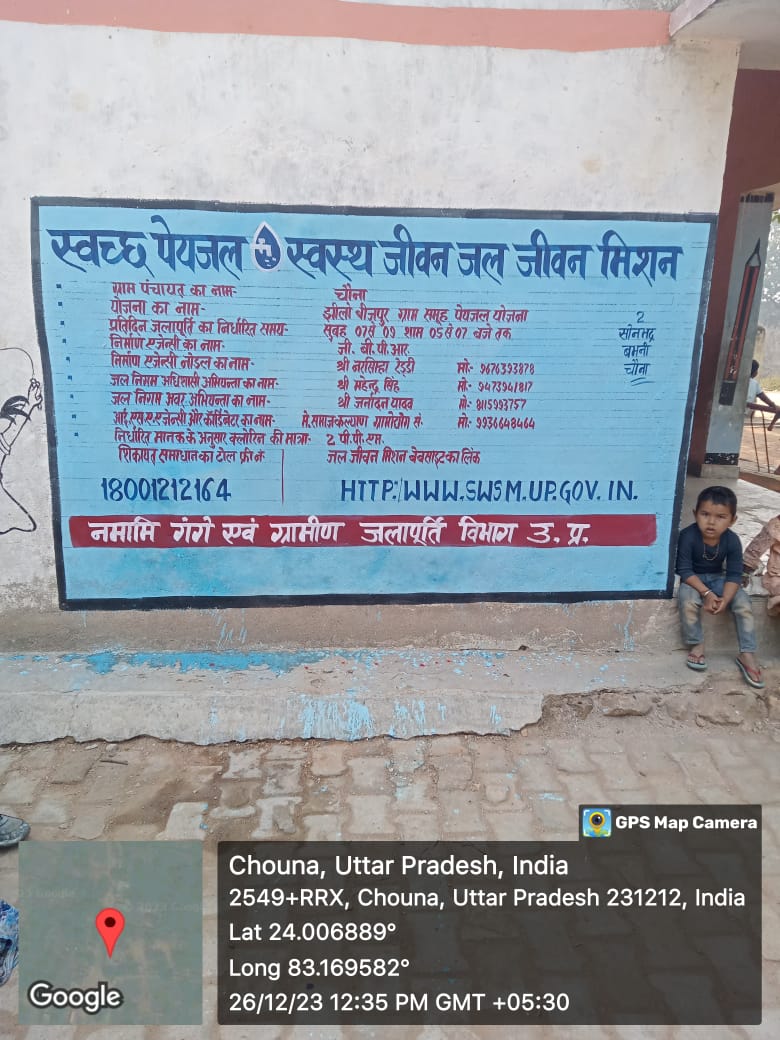 स्वच्छ पेयजल स्वस्थ जीवन जल जीवन मिशन
ग्राम पंचायत का नाम- चौना
योजना का नाम- झीलो बीजपुर ग्राम समूह पेयजल योजना
प्रतिदिन जलापूर्ति का निर्धारित समय- सुबह 07 से 09 शाम 05 से 07 बजे तक
निर्माण एजेन्सी का नाम- जी. बी. पी. आर.
निर्माण एजेन्सी नोडल का नाम- श्री नरसिम्हा रेड्डी मो.- 9676393878
जल निगम अधिशासी अभियन्ता का नाम- श्री महेन्द्र सिंह मो.- 9473941817
जल निगम अवर अभियन्ता का नाम- श्री जर्नादन यादव मो.- 8115993757
आई.एस.ए.एजेन्सी और कॉर्डिनेटर का नाम- मे.समाजकल्याण ग्रामोद्योग सं. मो.- 9936648464
निर्धारित मानक के अनुसार क्लोरिन की मात्रा- 2 पी.पी.एम.
शिकायत समाधान का टोल फ्री नं. जल जीवन मिशन बेबसाइट का लिंक
18001212164 HTTP:/WWW.SWSM.UP.GOV.IN.
नमामि गंगे एवं ग्रामीण जलापूर्ति विभाग उ. प्र.
2
सोनभद्र
बभनी
चौना
GPS Map Camera
Chouna, Uttar Pradesh, India
2549+RRX, Chouna, Uttar Pradesh 231212, India
Lat 24.006889°
Long 83.169582°
26/12/23 12:35 PM GMT +05:30
Google